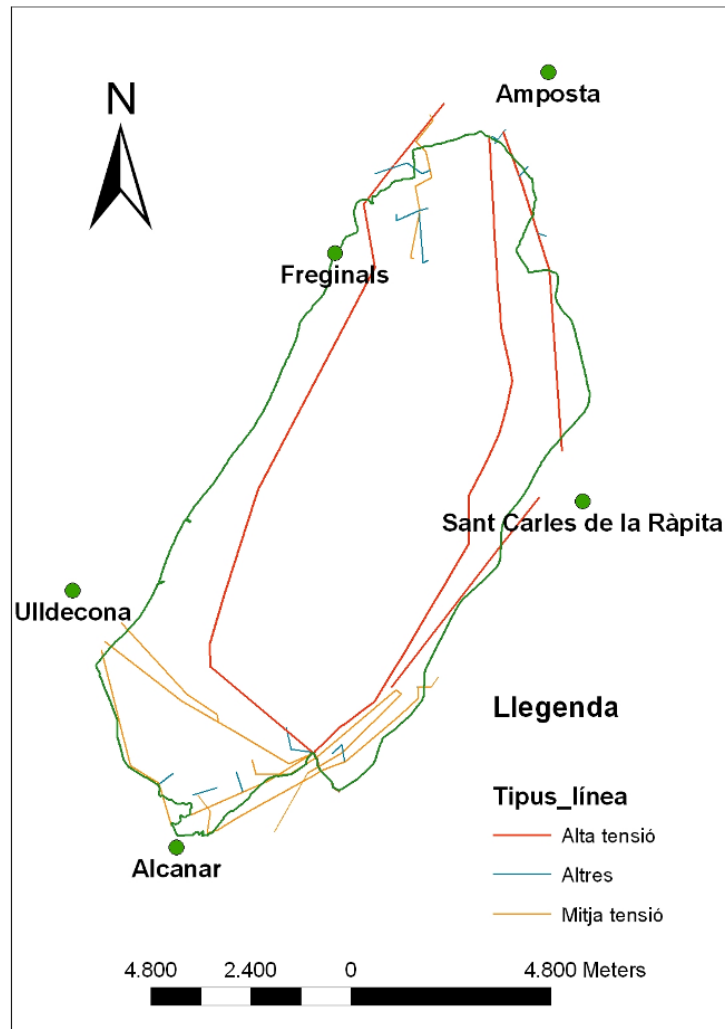 N
Amposta
Freginals
Sant Carles de la Ràpita
Ulldecona
Alcanar
Llegenda
Tipus_línea
Alta tensió
Altres
Mitja tensió
4.800 2.400 0 4.800 Meters